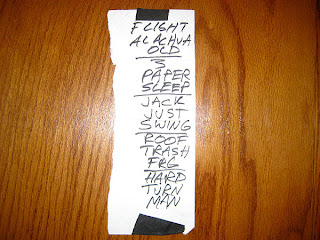 FLIGHT
ALACHUA
OLD
3
PAPER
SLEEP
JACK
JUST
SWING
ROOF
TRASH
FRG
HARD
TURN
MAN